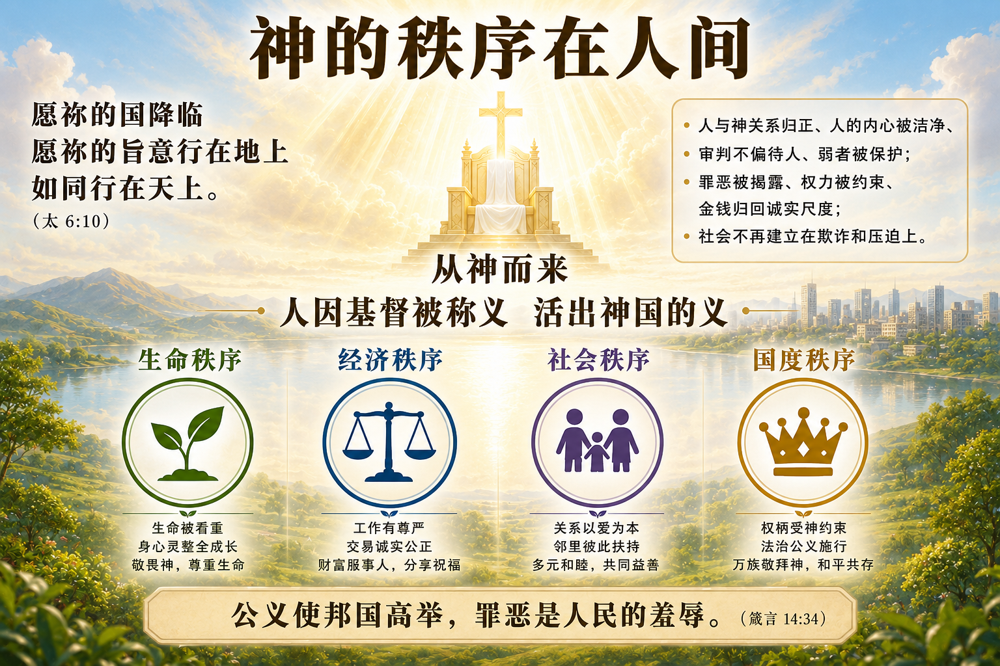 神的秩序在人间
愿祢的国降临
愿祢的旨意行在地上
如同行在天上。
（太 6:10）
• 人与神关系归正、人的内心被洁净、
• 审判不偏待人、弱者被保护；
• 罪恶被揭露、权力被约束、
金钱归回诚实尺度；
• 社会不再建立在欺诈和压迫上。
从神而来
人因基督被称义 活出神国的义
生命秩序
生命被看重
身心灵整全成长
敬畏神，尊重生命
经济秩序
工作有尊严
交易诚实公正
财富服事人，分享祝福
社会秩序
关系以爱为本
邻里彼此扶持
多元和睦，共同益善
国度秩序
权柄受神约束
法治公义施行
万族敬拜神，和平共存
公义使邦国高举，罪恶是人民的羞辱。（箴言 14:34）